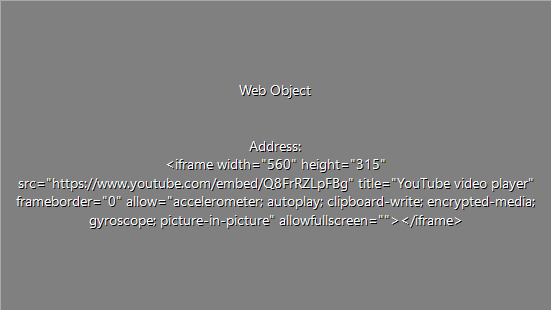 Web Object
Address:
<iframe width="560" height="315"
src="https://www.youtube.com/embed/Q8FrRZLpFBg" title="YouTube video player"
frameborder="0" allow="accelerometer; autoplay; clipboard-write; encrypted-media;
gyroscope; picture-in-picture" allowfullscreen=""></iframe>